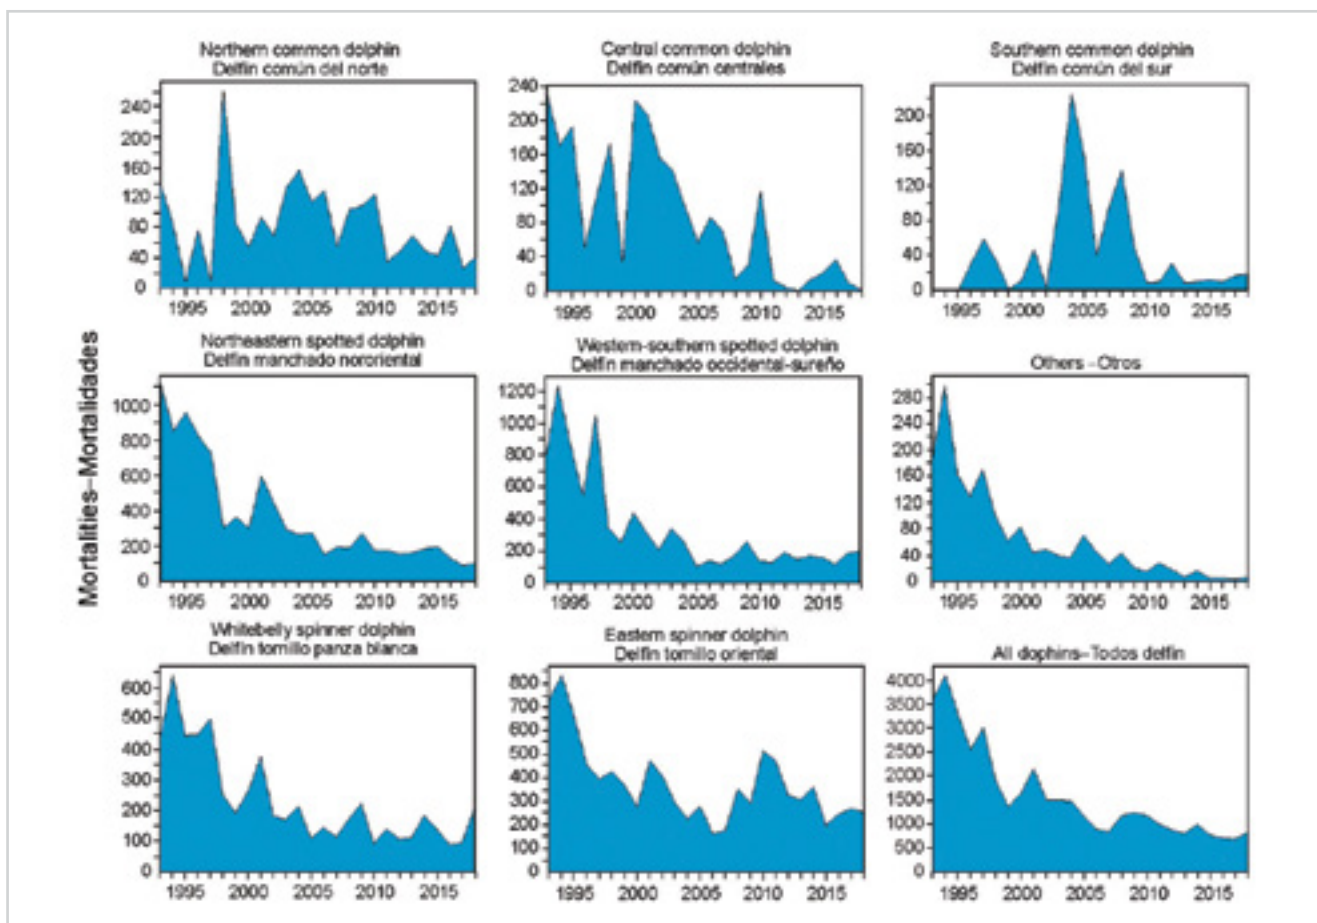 Mortalities–Mortalidades
Northern common dolphin
Delfín común del norte
240
200
160
120
80
40
0
1995 2000 2005 2010 2015
Central common dolphin
Delfín común centrales
240
200
160
120
80
40
0
1995 2000 2005 2010 2015
Southern common dolphin
Delfín común del sur
200
160
120
80
40
0
1995 2000 2005 2010 2015
Northeastern spotted dolphin
Delfín manchado nororiental
1000
800
600
400
200
0
1995 2000 2005 2010 2015
Western-southern spotted dolphin
Delfín manchado occidental-sureño
1200
1000
800
600
400
200
0
1995 2000 2005 2010 2015
Others –Otros
280
240
200
160
120
80
40
0
1995 2000 2005 2010 2015
Whitebelly spinner dolphin
Delfín tornillo panza blanca
600
500
400
300
200
100
0
1995 2000 2005 2010 2015
Eastern spinner dolphin
Delfín tornillo oriental
800
700
600
500
400
300
200
100
0
1995 2000 2005 2010 2015
All dophins–Todos delfín
4000
3500
3000
2500
2000
1500
1000
500
0
1995 2000 2005 2010 2015